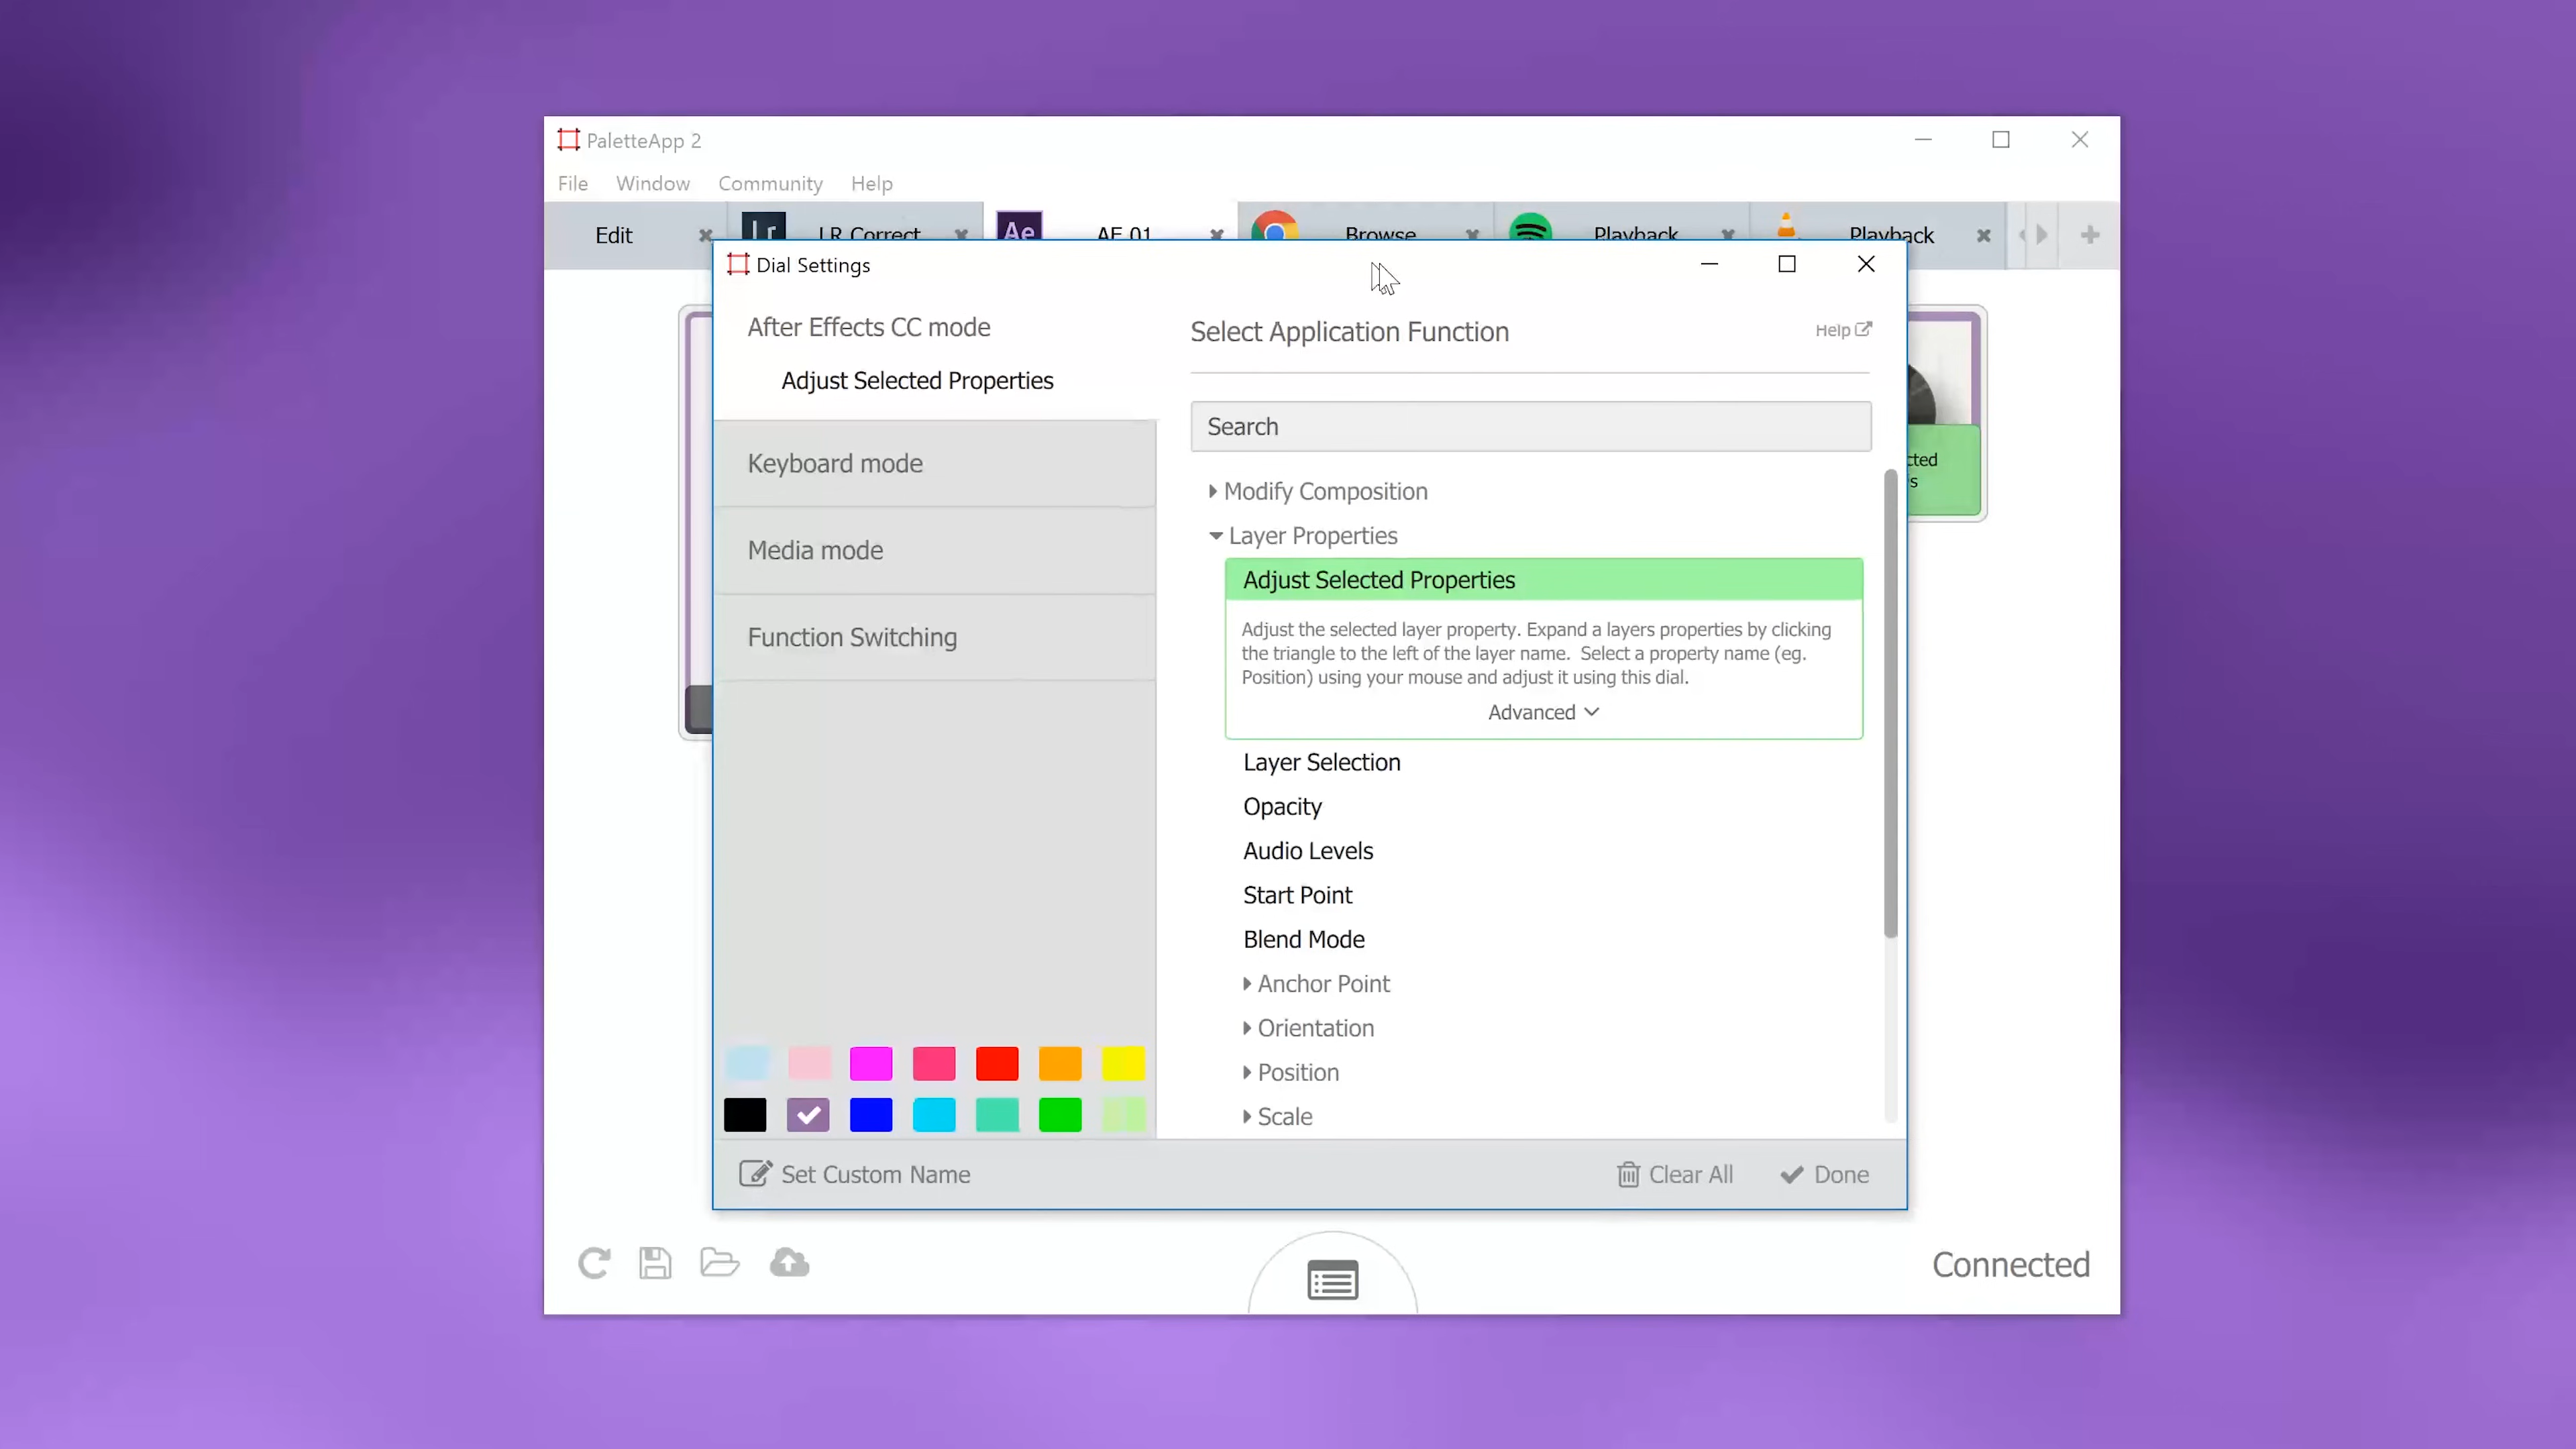 PaletteApp 2
File Window Community Help
Edit
Lr LR Correct
Ae AE 01
Browse
Playback
Playback
Dial Settings
After Effects CC mode
Adjust Selected Properties
Keyboard mode
Media mode
Function Switching
Select Application Function
Help
Search
Modify Composition
Layer Properties
Adjust Selected Properties
Adjust the selected layer property. Expand a layers properties by clicking
the triangle to the left of the layer name. Select a property name (eg.
Position) using your mouse and adjust it using this dial.
Advanced
Layer Selection
Opacity
Audio Levels
Start Point
Blend Mode
Anchor Point
Orientation
Position
Scale
Set Custom Name
Clear All
Done
Connected